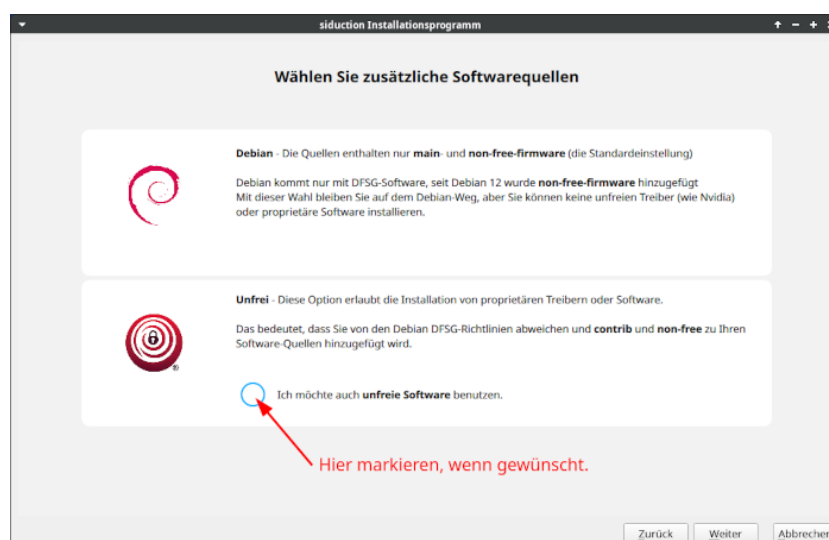 siduction Installationsprogramm
Wählen Sie zusätzliche Softwarequellen
Debian - Die Quellen enthalten nur main- und non-free-firmware (die Standardeinstellung)
Debian kommt nur mit DFSG-Software, seit Debian 12 wurde non-free-firmware hinzugefügt
Mit dieser Wahl bleiben Sie auf dem Debian-Weg, aber Sie können keine unfreien Treiber (wie Nvidia)
oder proprietäre Software installieren.
Unfrei - Diese Option erlaubt die Installation von proprietären Treibern oder Software.
Das bedeutet, dass Sie von den Debian DFSG-Richtlinien abweichen und contrib und non-free zu Ihren
Software-Quellen hinzugefügt wird.
Ich möchte auch unfreie Software benutzen.
Hier markieren, wenn gewünscht.
Zurück Weiter Abbrechen